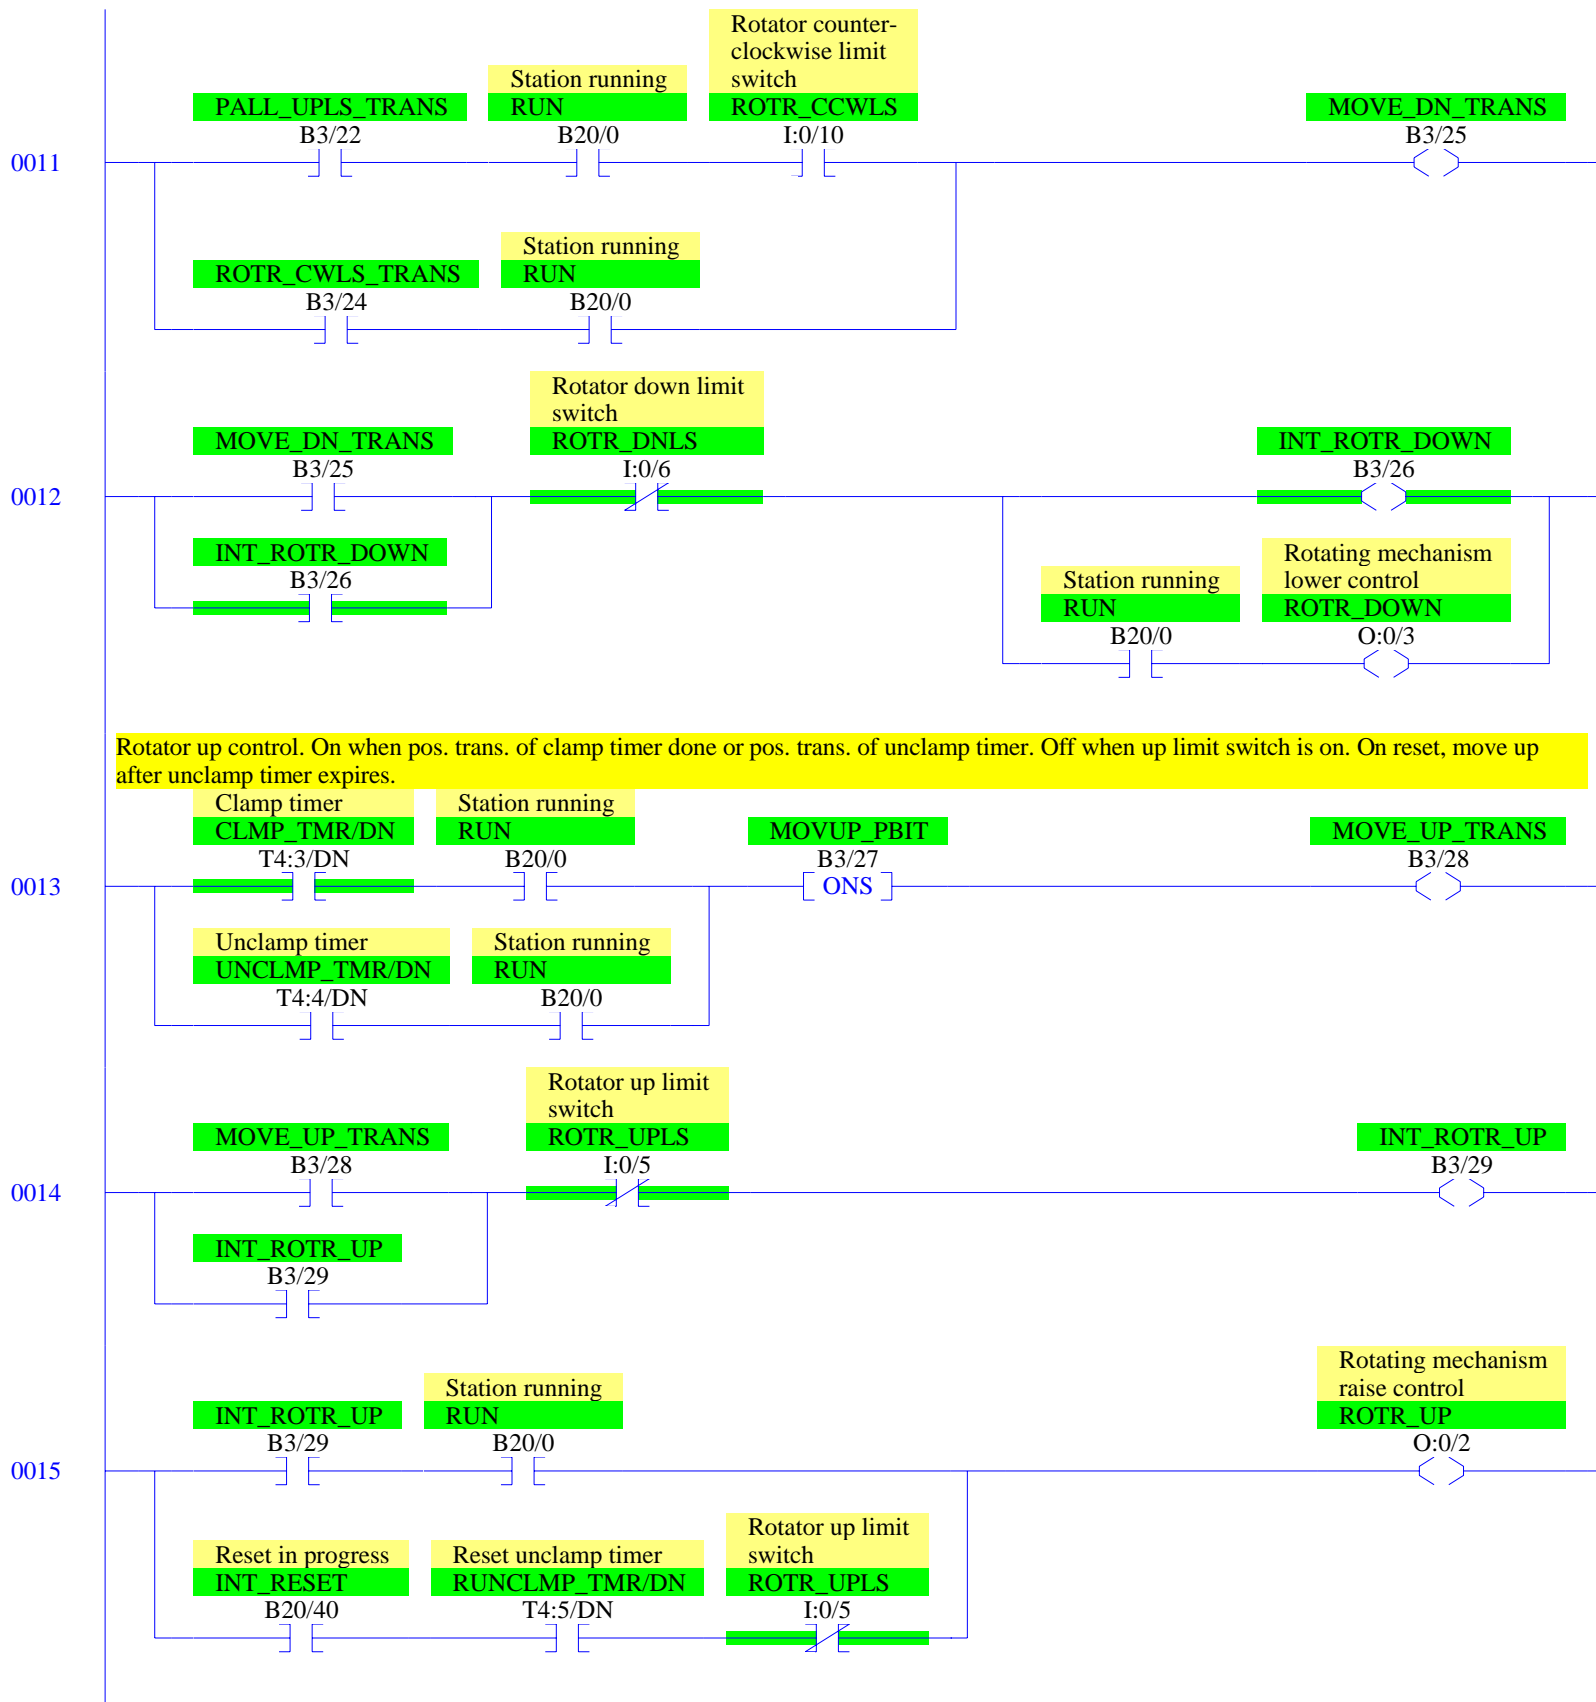 Rotator counter-
clockwise limit
switch
Station running
PALL_UPLS_TRANS
RUN
ROTR_CCWLS
MOVE_DN_TRANS
B3/22
B20/0
I:0/10
B3/25
0011
Station running
ROTR_CWLS_TRANS
RUN
B3/24
B20/0
Rotator down limit
switch
MOVE_DN_TRANS
ROTR_DNLS
INT_ROTR_DOWN
B3/25
I:0/6
B3/26
0012
INT_ROTR_DOWN
B3/26
Station running
RUN
B20/0
Rotating mechanism
lower control
ROTR_DOWN
O:0/3
Rotator up control. On when pos. trans. of clamp timer done or pos. trans. of unclamp timer. Off when up limit switch is on. On reset, move up
after unclamp timer expires.
Clamp timer
CLMP_TMR/DN
T4:3/DN
Station running
RUN
B20/0
MOVUP_PBIT
B3/27
ONS
MOVE_UP_TRANS
B3/28
0013
Unclamp timer
UNCLMP_TMR/DN
T4:4/DN
Station running
RUN
B20/0
Rotator up limit
switch
MOVE_UP_TRANS
ROTR_UPLS
INT_ROTR_UP
B3/28
I:0/5
B3/29
0014
INT_ROTR_UP
B3/29
Station running
INT_ROTR_UP
RUN
B3/29
B20/0
Rotating mechanism
raise control
ROTR_UP
O:0/2
0015
Reset in progress
INT_RESET
B20/40
Reset unclamp timer
RUNCLMP_TMR/DN
T4:5/DN
Rotator up limit
switch
ROTR_UPLS
I:0/5